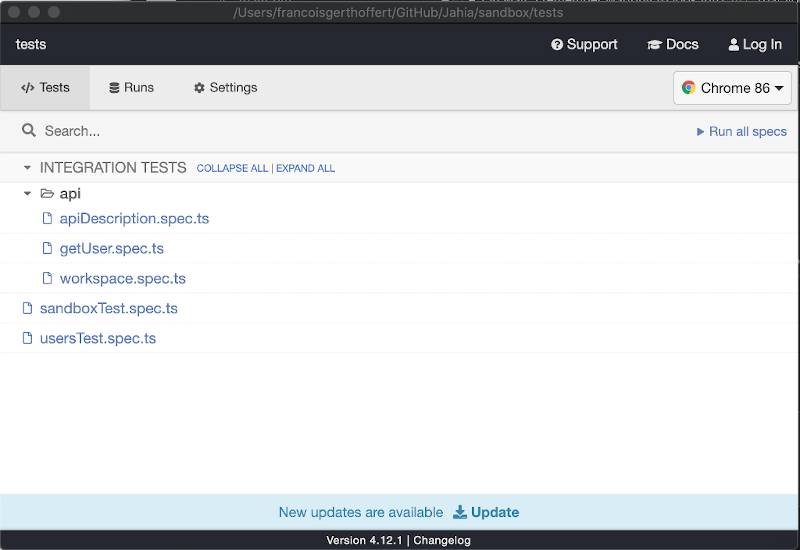 /Users/francoisgerthoffert/GitHub/Jahia/sandbox/tests
tests Support Docs Log In
Tests Runs Settings Chrome 86
Search... Run all specs
INTEGRATION TESTS COLLAPSE ALL | EXPAND ALL
api
apiDescription.spec.ts
getUser.spec.ts
workspace.spec.ts
sandboxTest.spec.ts
usersTest.spec.ts
New updates are available Update
Version 4.12.1 | Changelog